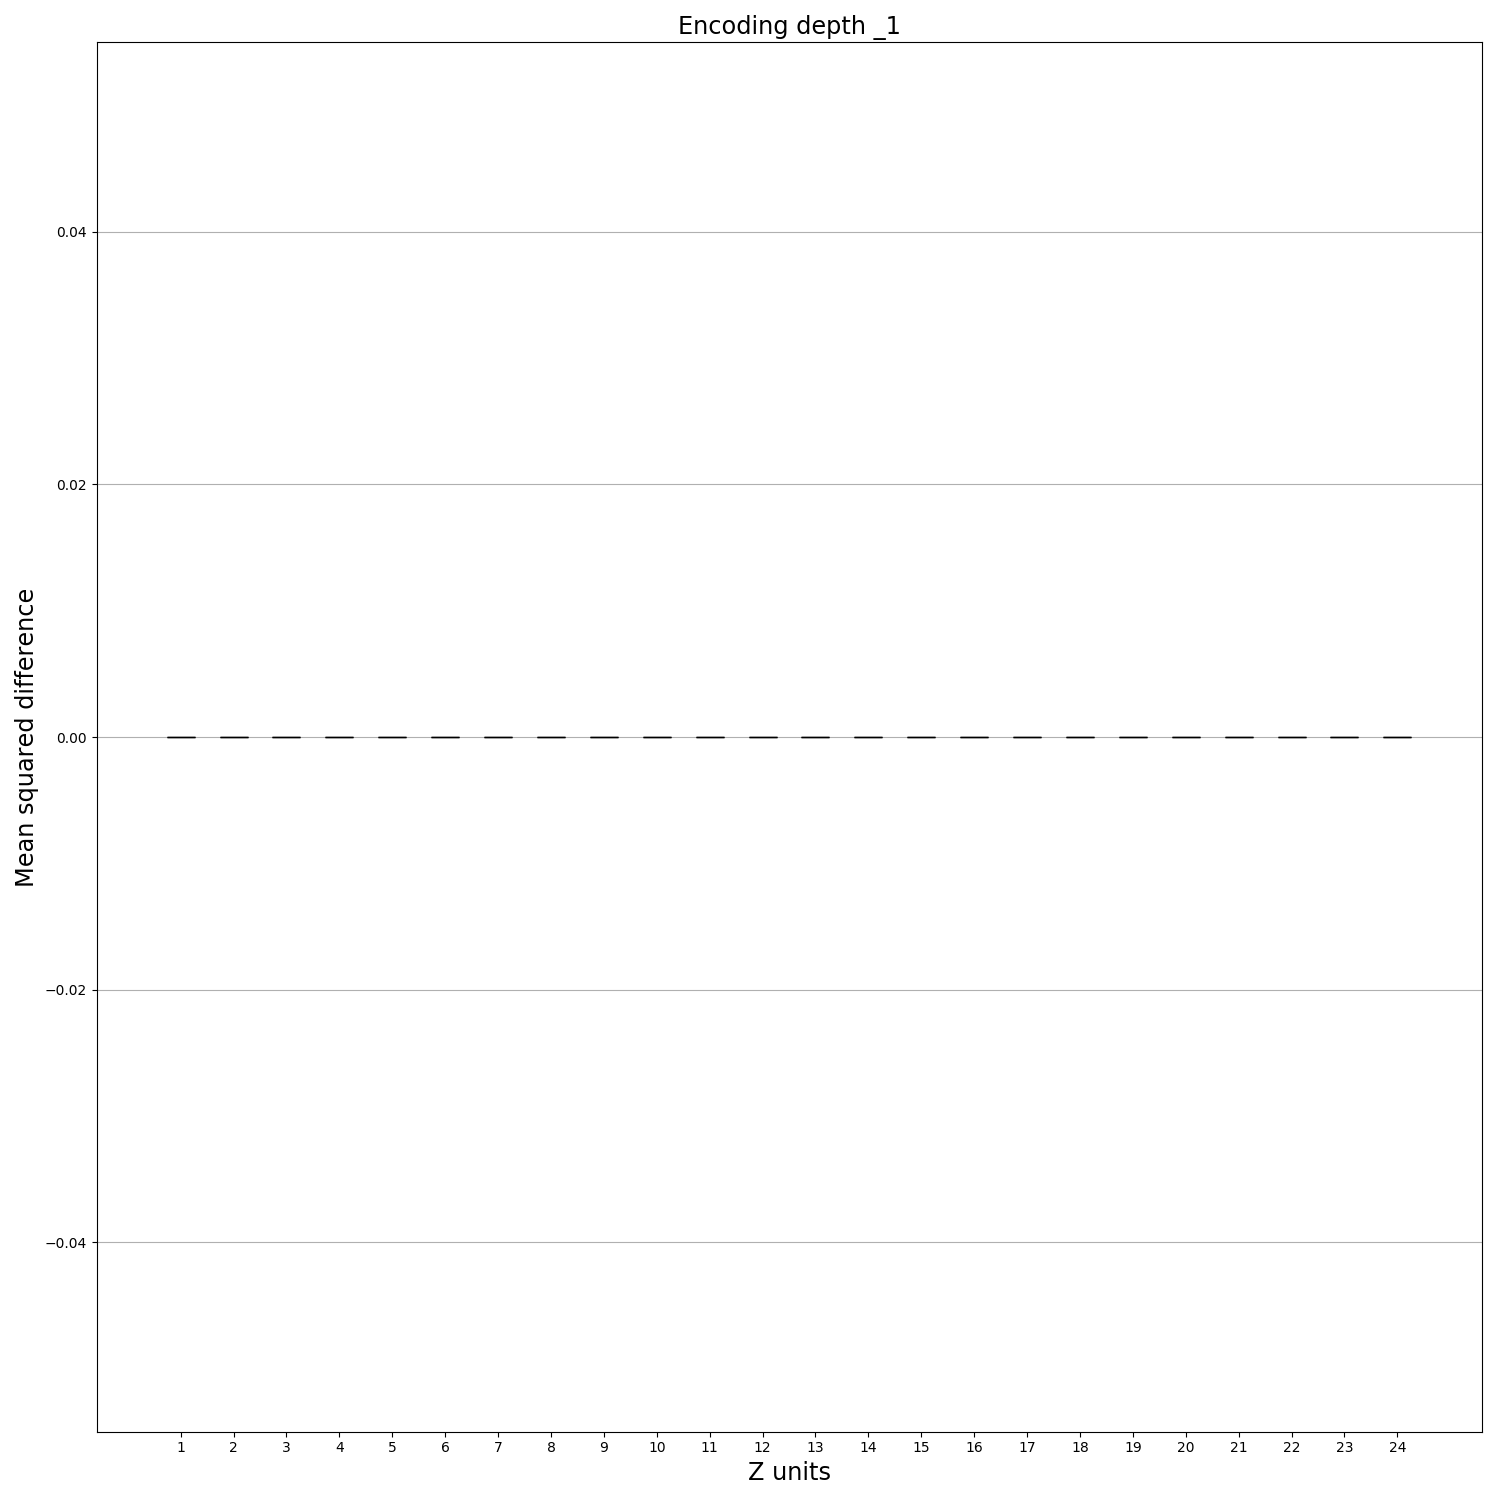 Encoding depth _1
0.04
0.02
0.00
−0.02
−0.04
Mean squared difference
1 2 3 4 5 6 7 8 9 10 11 12 13 14 15 16 17 18 19 20 21 22 23 24
Z units